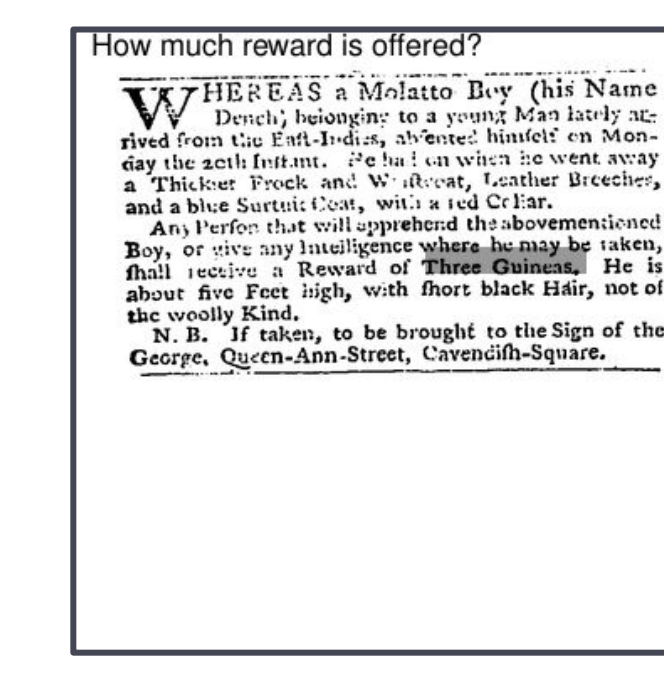 How much reward is offered?
WHEREAS a Molatto Boy (his Name
Dench) belonging to a young Man lately ar-
rived from the Eaſt-Indies, abſented himſelf on Mon-
day the 20th Inſtant. He had on when he went away
a Thickſet Frock and Waiſtcoat, Leather Breeches,
and a blue Surtuit Coat, with a red Collar.
Any Perſon that will apprehend the abovementioned
Boy, or give any Intelligence where he may be taken,
ſhall receive a Reward of Three Guineas. He is
about five Feet high, with ſhort black Hair, not of
the woolly Kind.
N. B. If taken, to be brought to the Sign of the
George, Queen-Ann-Street, Cavendiſh-Square.